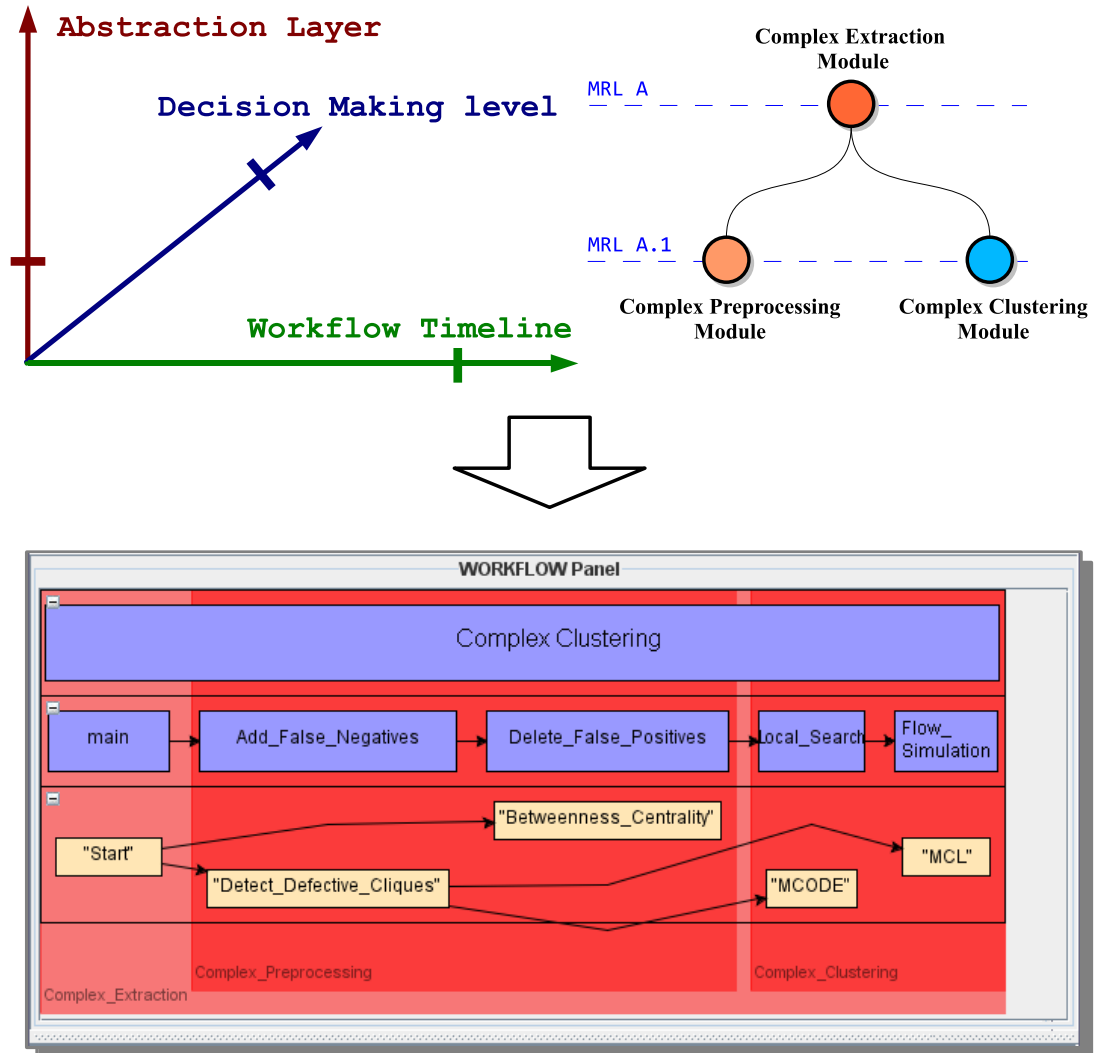 Abstraction Layer
Decision Making level
Workflow Timeline
Complex Extraction
Module
MRL A
MRL A.1
Complex Preprocessing
Module
Complex Clustering
Module
WORKFLOW Panel
Complex Clustering
main
Add_False_Negatives
Delete_False_Positives
Local_Search
Flow_
Simulation
"Start"
"Betweenness_Centrality"
"Detect_Defective_Cliques"
"MCODE"
"MCL"
Complex_Preprocessing
Complex_Clustering
Complex_Extraction